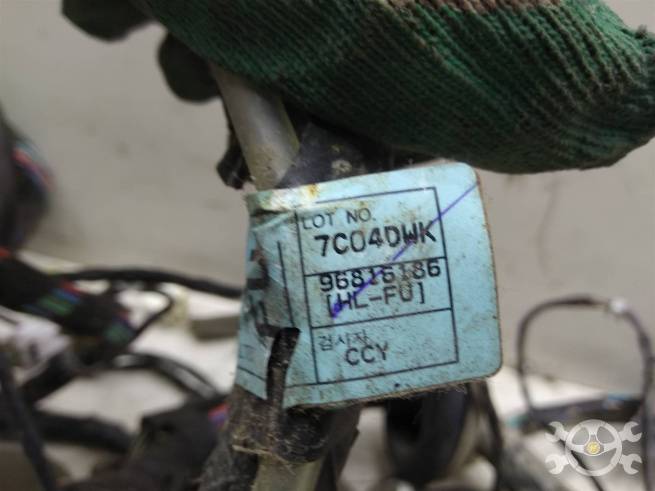 LOT NO.
7C04DWK
96816186
[HL-FU]
검사자
CCY